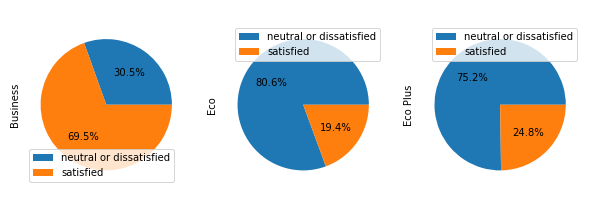 Business
30.5%
69.5%
neutral or dissatisfied
satisfied
Eco
neutral or dissatisfied
satisfied
80.6%
19.4%
Eco Plus
neutral or dissatisfied
satisfied
75.2%
24.8%